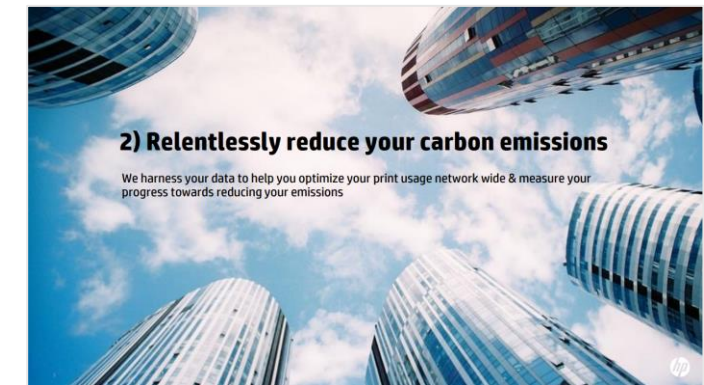 2) Relentlessly reduce your carbon emissions
We harness your data to help you optimize your print usage network wide & measure your
progress towards reducing your emissions
hp